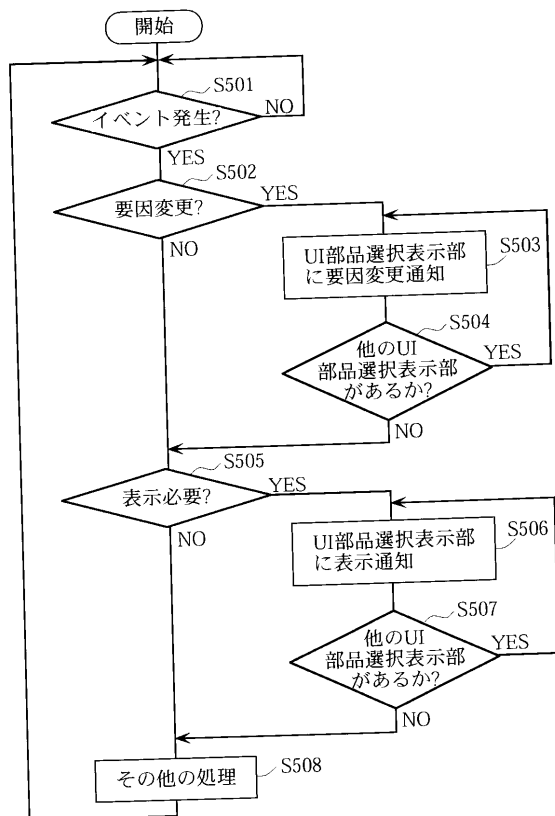 開始
S501
イベント発生?
NO
YES
S502
要因変更?
YES
NO
UI部品選択表示部
に要因変更通知
S503
S504
他のUI
部品選択表示部
があるか?
YES
NO
S505
表示必要?
YES
NO
UI部品選択表示部
に表示通知
S506
S507
他のUI
部品選択表示部
があるか?
YES
NO
その他の処理
S508